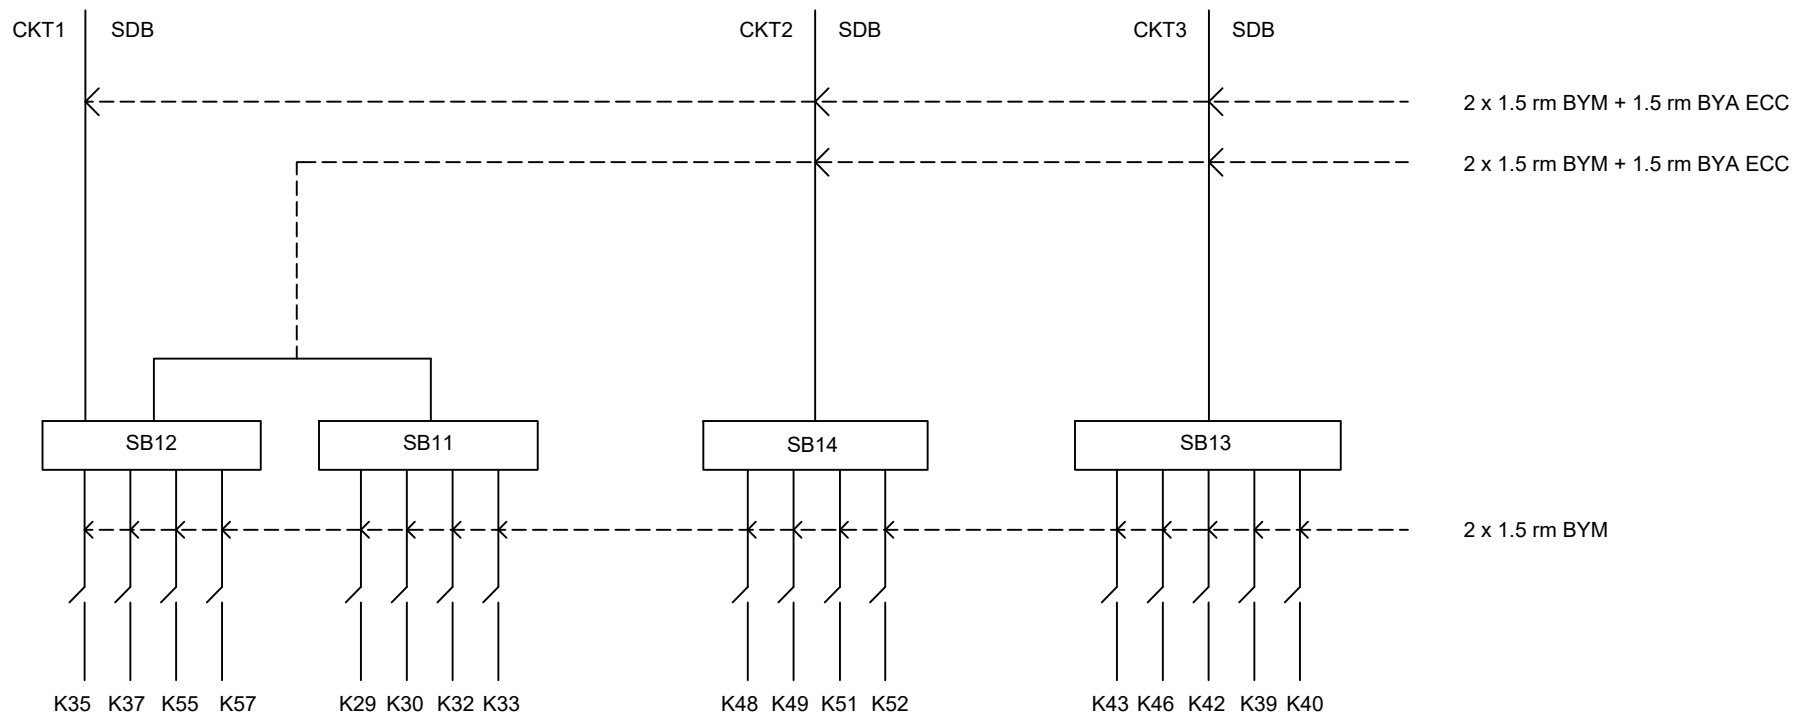 CKT1 SDB CKT2 SDB CKT3 SDB
2 x 1.5 rm BYM + 1.5 rm BYA ECC
2 x 1.5 rm BYM + 1.5 rm BYA ECC
SB12 SB11 SB14 SB13
2 x 1.5 rm BYM
K35 K37 K55 K57 K29 K30 K32 K33 K48 K49 K51 K52 K43 K46 K42 K39 K40